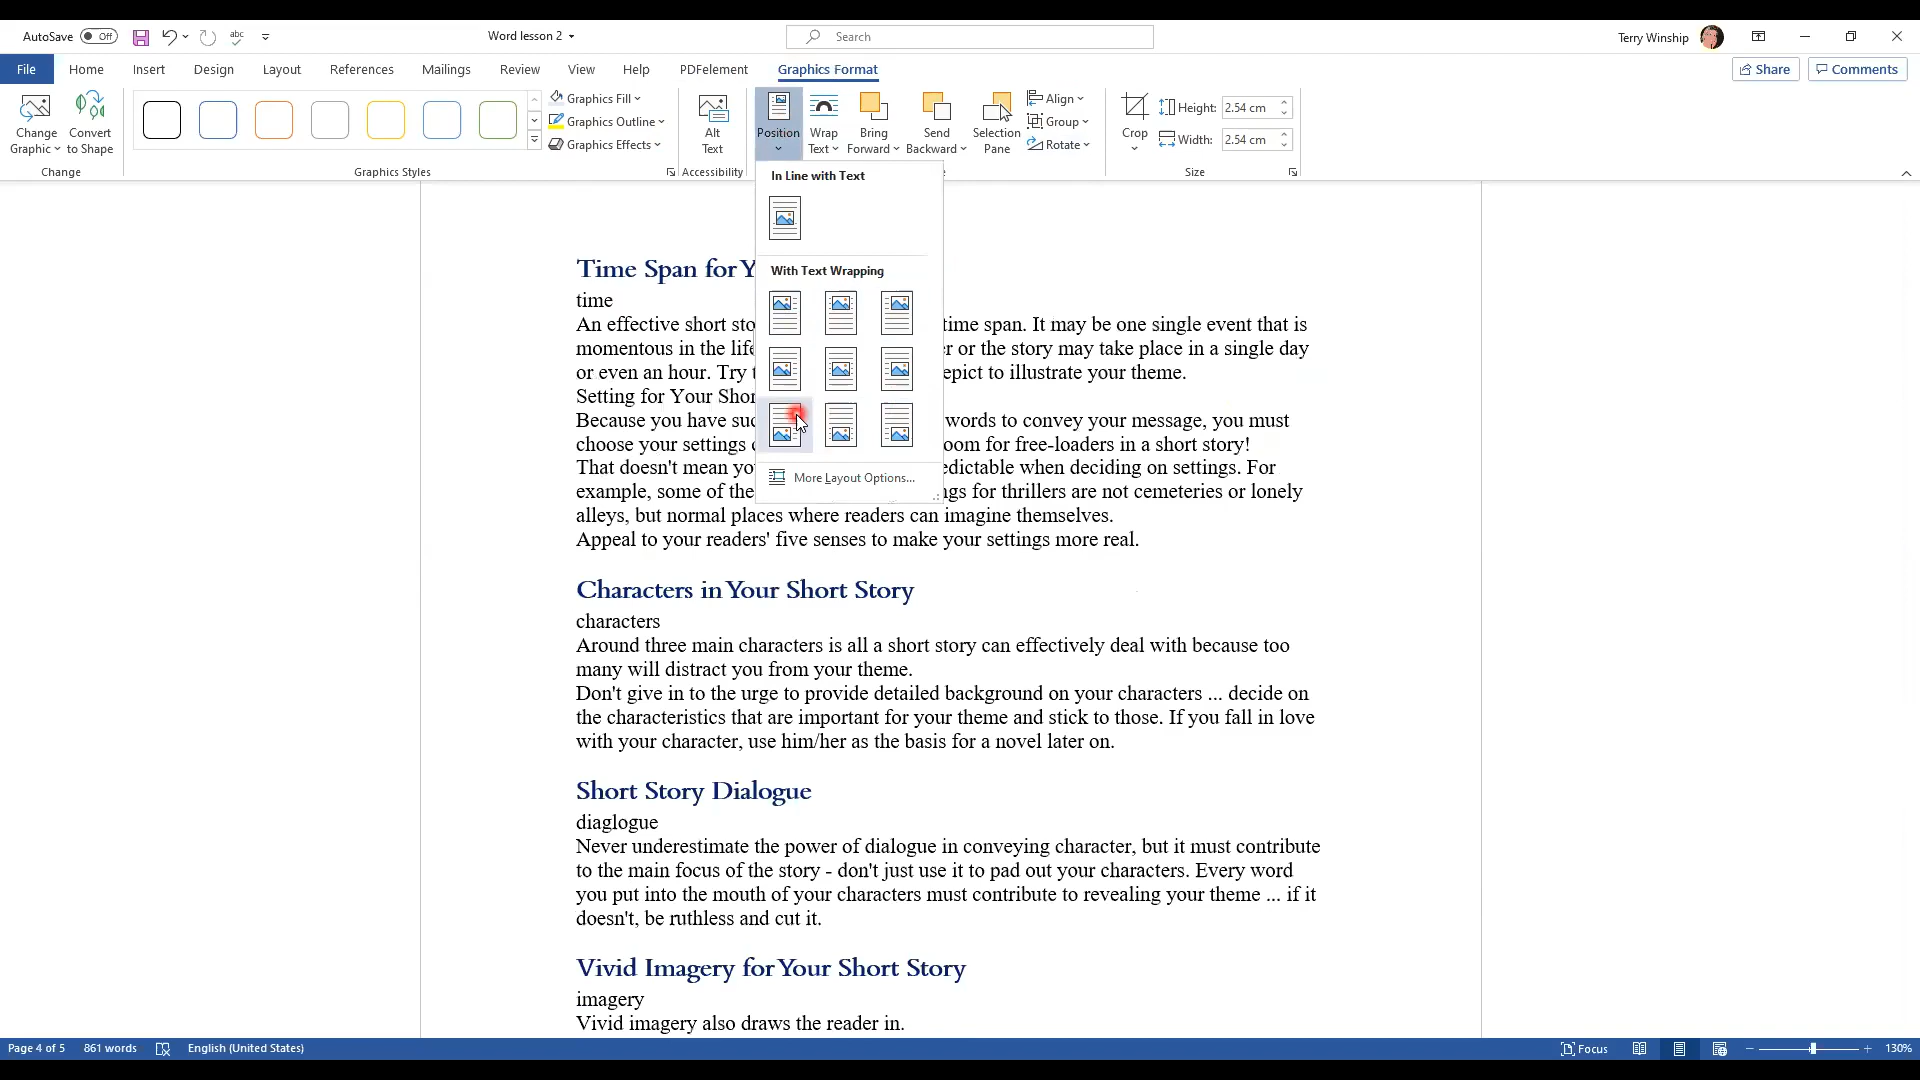 AutoSave Off
abc
Word lesson 2
Search
Terry Winship
File Home Insert Design Layout References Mailings Review View Help PDFelement Graphics Format
Share Comments
Change Graphic
Convert to Shape
Change
Graphics Fill
Graphics Outline
Graphics Effects
Graphics Styles
Alt Text
Accessibility
Position
Wrap Text
Bring Forward
Send Backward
Selection Pane
Align
Group
Rotate
Crop
Height: 2.54 cm
Width: 2.54 cm
Size
In Line with Text
With Text Wrapping
More Layout Options...
Time Span for Y
time
An effective short sto time span. It may be one single event that is
momentous in the life r or the story may take place in a single day
or even an hour. Try t epict to illustrate your theme.
Setting for Your Shor
Because you have suc words to convey your message, you must
choose your settings c oom for free-loaders in a short story!
That doesn't mean yo edictable when deciding on settings. For
example, some of the ngs for thrillers are not cemeteries or lonely
alleys, but normal places where readers can imagine themselves.
Appeal to your readers' five senses to make your settings more real.
Characters in Your Short Story
characters
Around three main characters is all a short story can effectively deal with because too
many will distract you from your theme.
Don't give in to the urge to provide detailed background on your characters ... decide on
the characteristics that are important for your theme and stick to those. If you fall in love
with your character, use him/her as the basis for a novel later on.
Short Story Dialogue
diaglogue
Never underestimate the power of dialogue in conveying character, but it must contribute
to the main focus of the story - don't just use it to pad out your characters. Every word
you put into the mouth of your characters must contribute to revealing your theme ... if it
doesn't, be ruthless and cut it.
Vivid Imagery for Your Short Story
imagery
Vivid imagery also draws the reader in.
Page 4 of 5 861 words English (United States) Focus 130%